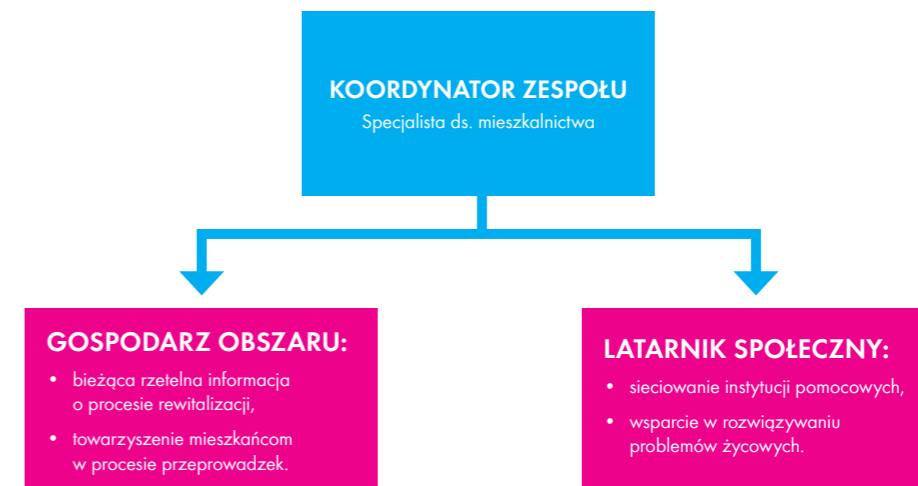 KOORDYNATOR ZESPOŁU
Specjalista ds. mieszkalnictwa
GOSPODARZ OBSZARU:
• bieżąca rzetelna informacja
o procesie rewitalizacji,
• towarzyszenie mieszkańcom
w procesie przeprowadzek.
LATARNIK SPOŁECZNY:
• sieciowanie instytucji pomocowych,
• wsparcie w rozwiązywaniu
problemów życowych.